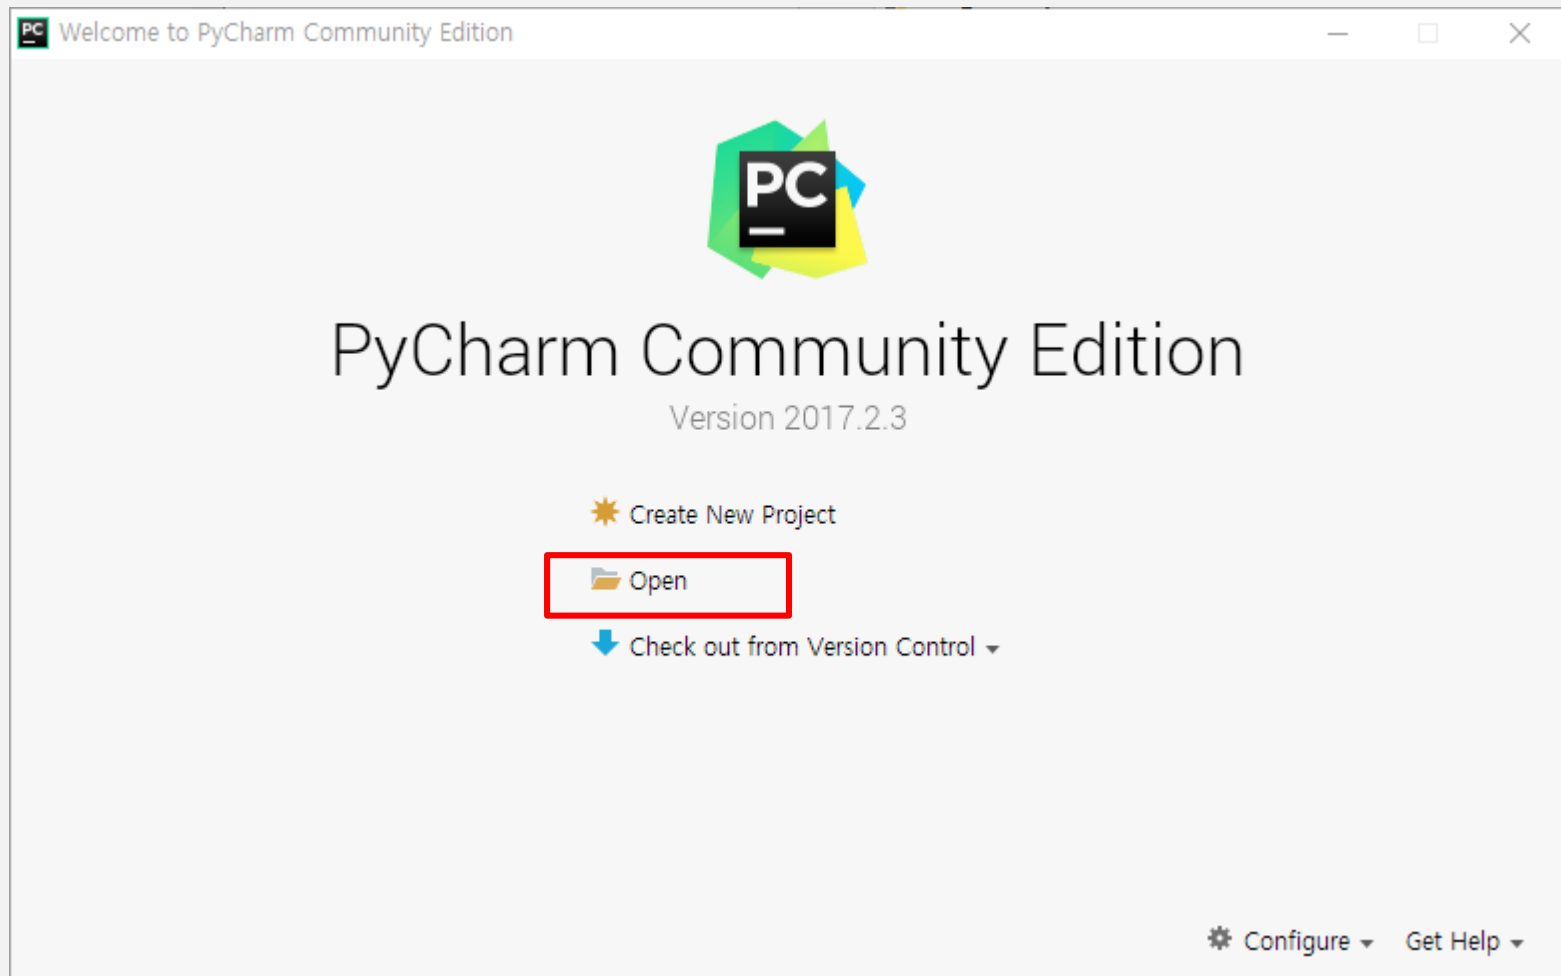 Welcome to PyCharm Community Edition
PC
PyCharm Community Edition
Version 2017.2.3
Create New Project
Open
Check out from Version Control
Configure
Get Help